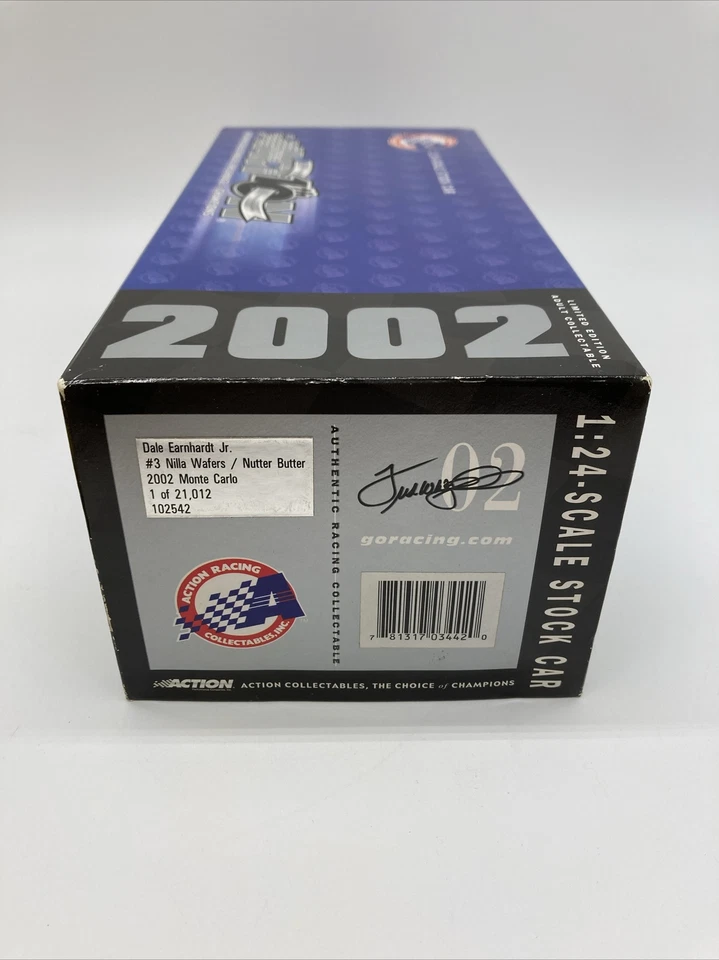 2002
LIMITED EDITION
ADULT COLLECTABLE
Dale Earnhardt Jr.
#3 Nilla Wafers / Nutter Butter
2002 Monte Carlo
1 of 21,012
102542
AUTHENTIC RACING COLLECTABLE
02
goracing.com
ACTION RACING
COLLECTABLES, INC.
7 81317 03442 0
1:24-SCALE STOCK CAR
ACTION
ACTION COLLECTABLES, THE CHOICE of CHAMPIONS